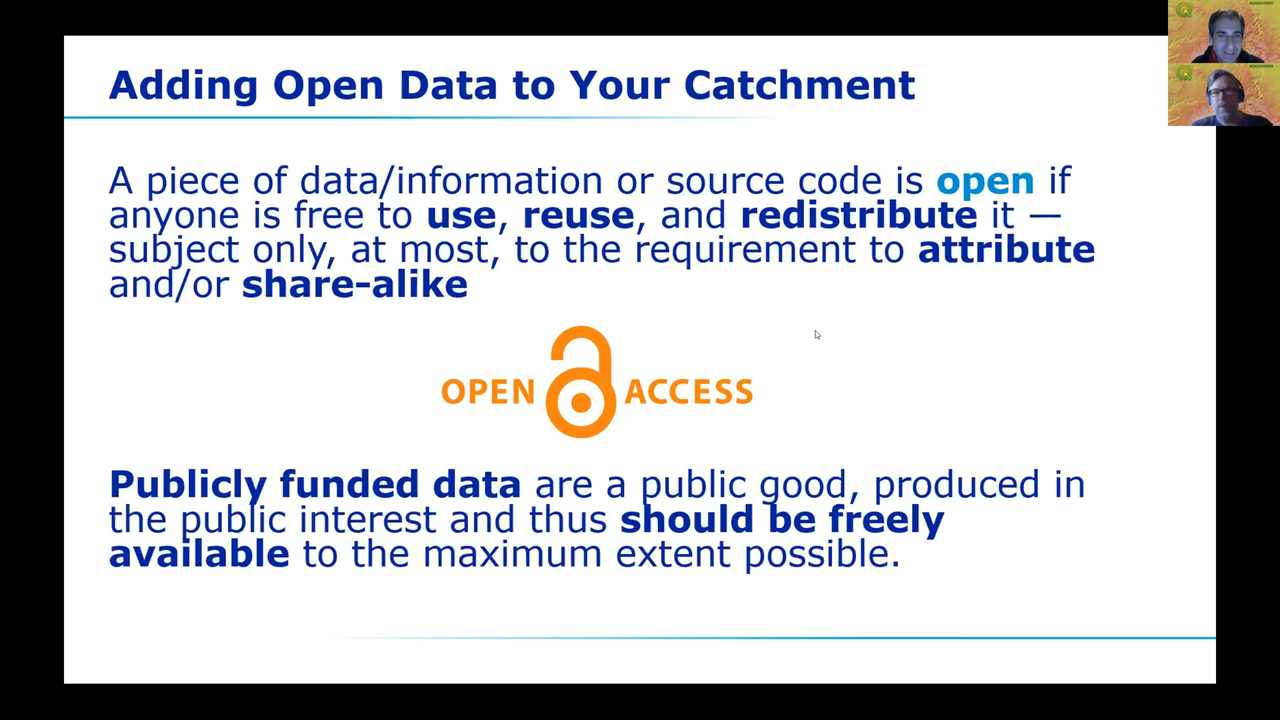 Adding Open Data to Your Catchment
A piece of data/information or source code is open if
anyone is free to use, reuse, and redistribute it —
subject only, at most, to the requirement to attribute
and/or share-alike
OPEN ACCESS
Publicly funded data are a public good, produced in
the public interest and thus should be freely
available to the maximum extent possible.